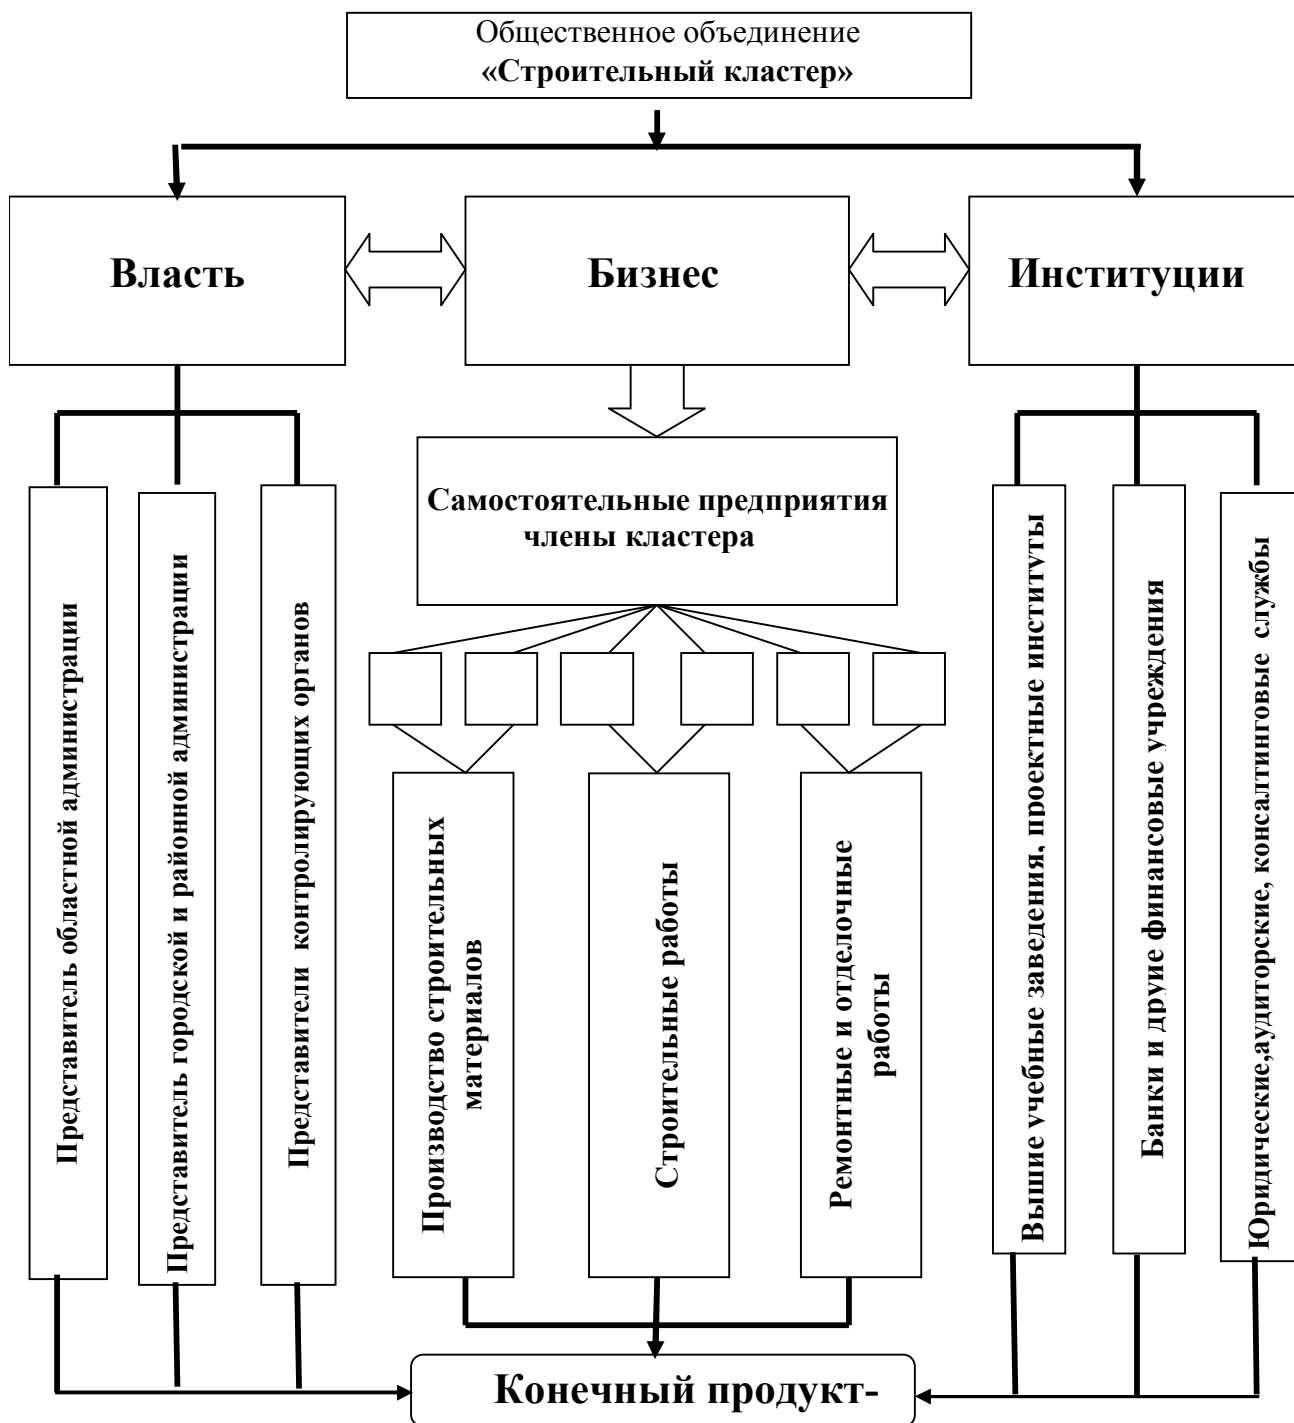 Общественное объединение
«Строительный кластер»
Власть
Бизнес
Институции
Самостоятельные предприятия
члены кластера
Представитель областной администрации
Представитель городской и районной администрации
Представители контролирующих органов
Производство строительных
материалов
Строительные работы
Ремонтные и отделочные
работы
Вышие учебные заведения, проектные институты
Банки и друие финансовые учреждения
Юридические,аудиторские, консалтинговые службы
Конечный продукт-